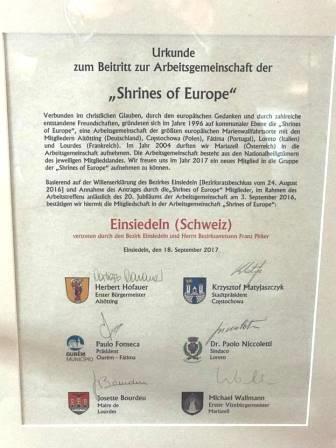 Urkunde
zum Beitritt zur Arbeitsgemeinschaft der
„Shrines of Europe“
Verbunden im christlichen Glauben, durch den europäischen Gedanken und durch zahlreiche
entstandene Freundschaften, gründeten sich im Jahre 1996 auf kommunaler Ebene die „Shrines
of Europe“, eine Arbeitsgemeinschaft der größten europäischen Marienwallfahrtsorte mit den
Mitgliedern Altötting (Deutschland), Częstochowa (Polen), Fátima (Portugal), Loreto (Italien)
und Lourdes (Frankreich). Im Jahr 2004 durften wir Mariazell (Österreich) in die
Arbeitsgemeinschaft aufnehmen. Die Arbeitsgemeinschaft besteht aus den Nationalheiligtümern
des jeweiligen Mitgliedslandes. Wir freuen uns im Jahr 2017 ein neues Mitglied in die Gruppe
der „Shrines of Europe“ aufnehmen zu können.
Basierend auf der Willenserklärung des Bezirkes Einsiedeln [Bezirksratsbeschluss vom 24. August
2016] und Annahme des Antrages durch die „Shrines of Europe“ Mitglieder, im Rahmen des
Arbeitstreffens anlässlich des 20. Jubiläums der Arbeitsgemeinschaft am 3. September 2016,
bestätigen wir hiermit die Mitgliedschaft in der Arbeitsgemeinschaft „Shrines of Europe“:
Einsiedeln (Schweiz)
vertreten durch den Bezirk Einsiedeln und Herrn Bezirksammann Franz Pirker
Einsiedeln, den 18. September 2017
Herbert Hofauer
Erster Bürgermeister
Altötting
Krzysztof Matyjaszczyk
Stadtpräsident
Częstochowa
OURÉM
MUNICÍPIO
Paulo Fonseca
Präsident
Ourém - Fátima
Dr. Paolo Niccoletti
Sindaco
Loreto
Josette Bourdeu
Maire de
Lourdes
Michael Wallmann
Erster Vizebürgermeister
Mariazell